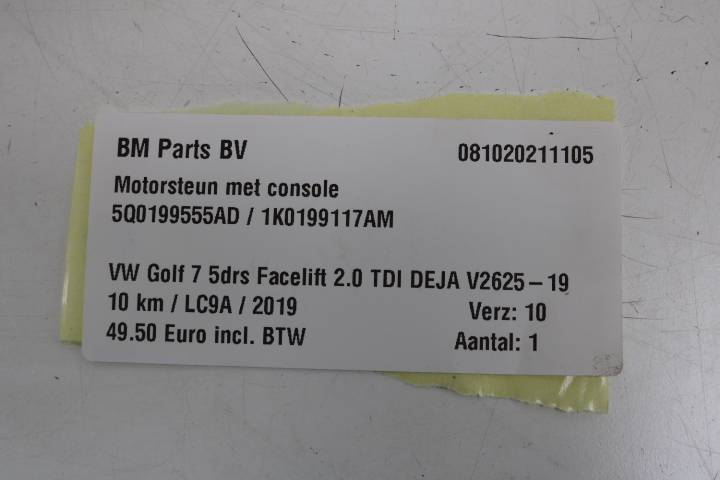 BM Parts BV 081020211105
Motorsteun met console
5Q0199555AD / 1K0199117AM
VW Golf 7 5drs Facelift 2.0 TDI DEJA V2625 – 19
10 km / LC9A / 2019 Verz: 10
49.50 Euro incl. BTW Aantal: 1